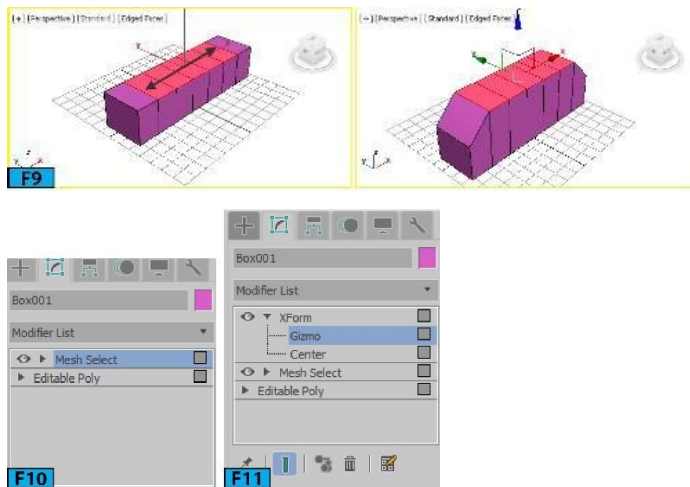 [+] [Perspective] [Standard] [Edged Faces]
[+] [Perspective] [Standard] [Edged Faces]
z
y
x
x
z
y
x
F9
Box001
Modifier List
Mesh Select
Editable Poly
F10
Box001
Modifier List
XForm
Gizmo
Center
Mesh Select
Editable Poly
F11